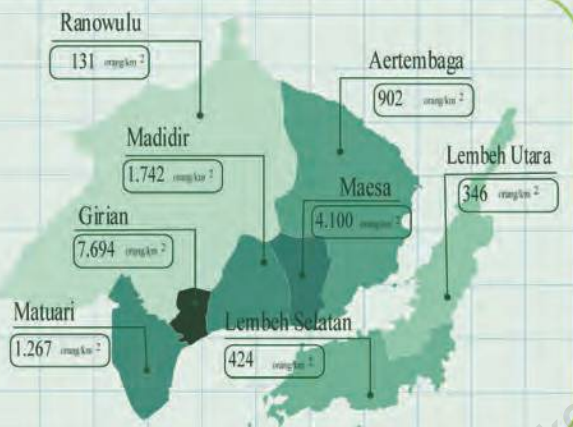 Ranowulu
131 orang/km 2
Aertembaga
902 orang/km 2
Madidir
1.742 orang/km 2
Lembeh Utara
346 orang/km 2
Maesa
4.100 orang/km 2
Girian
7.694 orang/km 2
Matuari
1.267 orang/km 2
Lembeh Selatan
424 orang/km 2